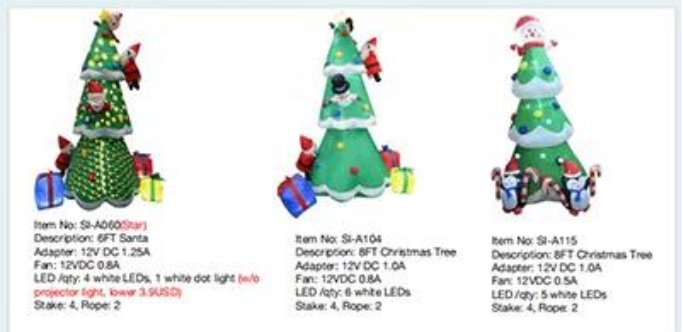 Item No: SI-A060(Star)
Description: 6FT Santa
Adapter: 12V DC 1.25A
Fan: 12VDC 0.8A
LED /qty: 4 white LEDs, 1 white dot light (w/o
projector light, lower 3.9USD)
Stake: 4, Rope: 2
Item No: SI-A104
Description: 8FT Christmas Tree
Adapter: 12V DC 1.0A
Fan: 12VDC 0.8A
LED /qty: 6 white LEDs
Stake: 4, Rope: 2
Item No: SI-A115
Description: 8FT Christmas Tree
Adapter: 12V DC 1.0A
Fan: 12VDC 0.5A
LED /qty: 5 white LEDs
Stake: 4, Rope: 2